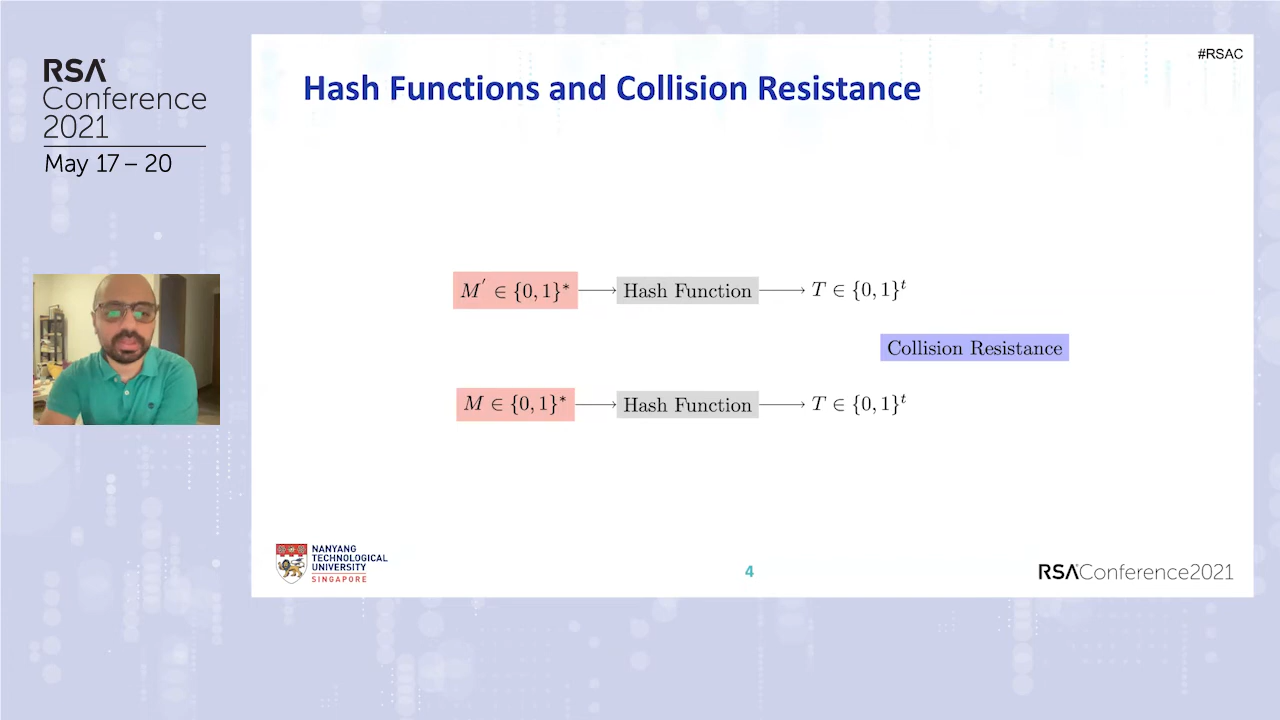 RSA
Conference
2021
May 17 – 20
#RSAC
Hash Functions and Collision Resistance
M′ ∈ {0, 1}* → Hash Function → T ∈ {0, 1}ᵗ
Collision Resistance
M ∈ {0, 1}* → Hash Function → T ∈ {0, 1}ᵗ
NANYANG
TECHNOLOGICAL
UNIVERSITY
SINGAPORE
4
RSAConference2021